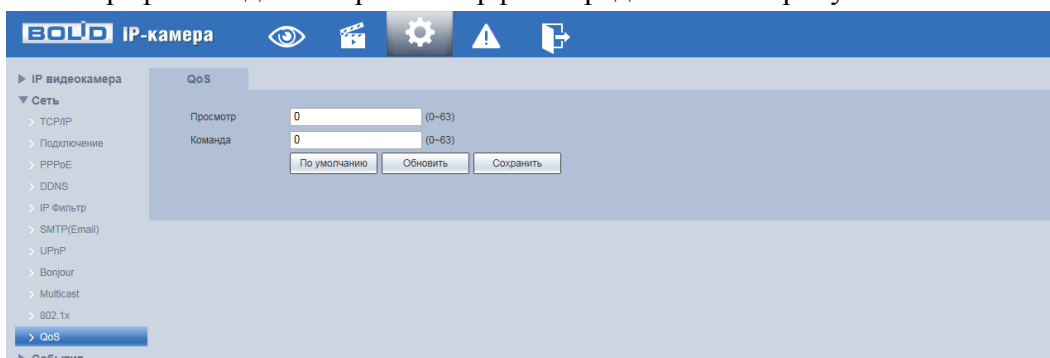 BOLID IP-камера
IP видеокамера
Сеть
TCP/IP
Подключение
PPPoE
DDNS
IP Фильтр
SMTP(Email)
UPnP
Bonjour
Multicast
802.1x
QoS
События
QoS
Просмотр 0 (0~63)
Команда 0 (0~63)
По умолчанию Обновить Сохранить